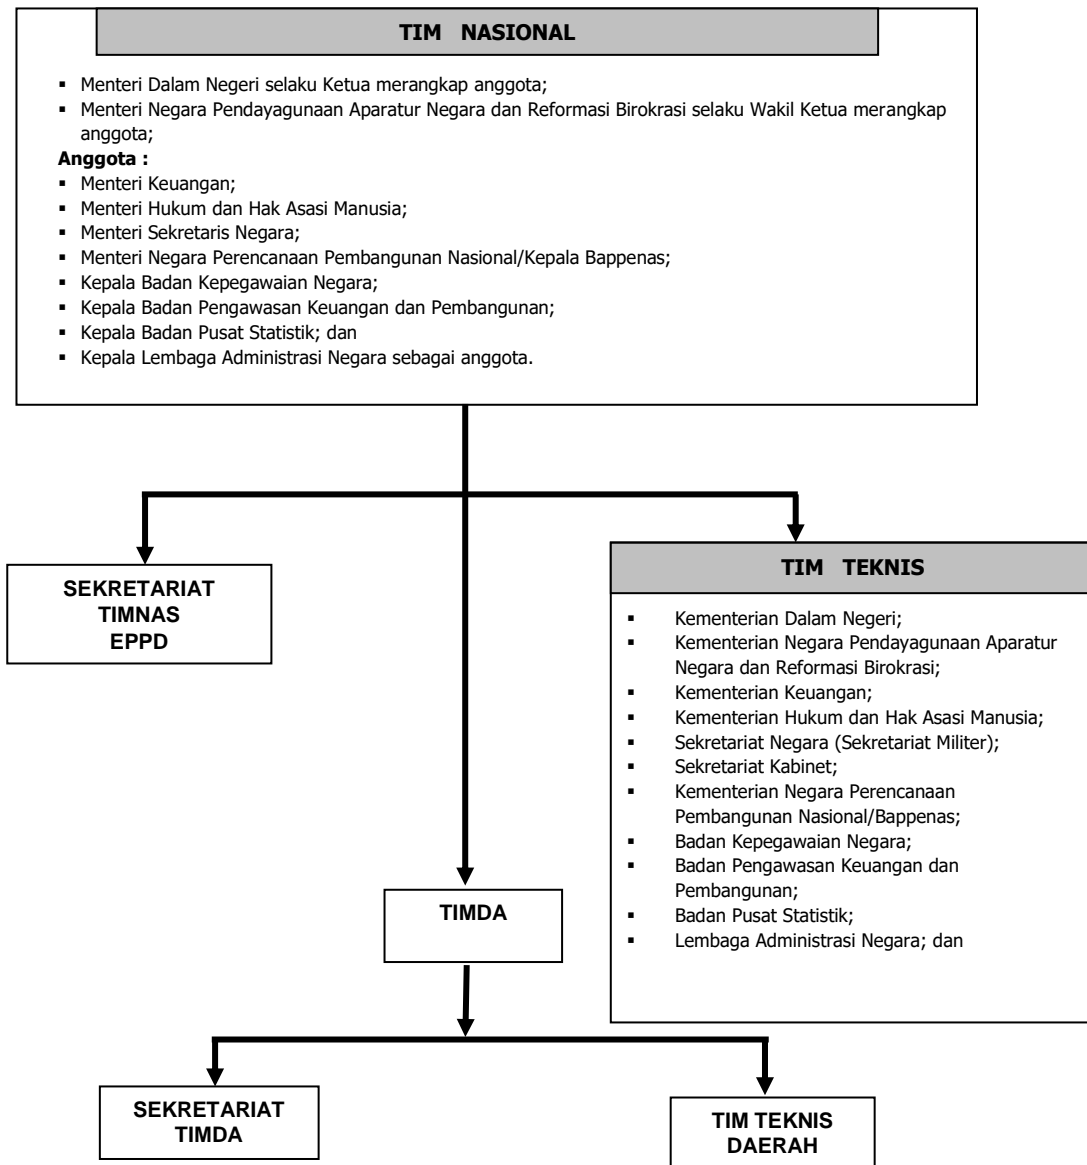 TIM NASIONAL
▪ Menteri Dalam Negeri selaku Ketua merangkap anggota;
▪ Menteri Negara Pendayagunaan Aparatur Negara dan Reformasi Birokrasi selaku Wakil Ketua merangkap
anggota;
Anggota :
▪ Menteri Keuangan;
▪ Menteri Hukum dan Hak Asasi Manusia;
▪ Menteri Sekretaris Negara;
▪ Menteri Negara Perencanaan Pembangunan Nasional/Kepala Bappenas;
▪ Kepala Badan Kepegawaian Negara;
▪ Kepala Badan Pengawasan Keuangan dan Pembangunan;
▪ Kepala Badan Pusat Statistik; dan
▪ Kepala Lembaga Administrasi Negara sebagai anggota.
SEKRETARIAT
TIMNAS
EPPD
TIM TEKNIS
▪ Kementerian Dalam Negeri;
▪ Kementerian Negara Pendayagunaan Aparatur
Negara dan Reformasi Birokrasi;
▪ Kementerian Keuangan;
▪ Kementerian Hukum dan Hak Asasi Manusia;
▪ Sekretariat Negara (Sekretariat Militer);
▪ Sekretariat Kabinet;
▪ Kementerian Negara Perencanaan
Pembangunan Nasional/Bappenas;
▪ Badan Kepegawaian Negara;
▪ Badan Pengawasan Keuangan dan
Pembangunan;
▪ Badan Pusat Statistik;
▪ Lembaga Administrasi Negara; dan
TIMDA
SEKRETARIAT
TIMDA
TIM TEKNIS
DAERAH